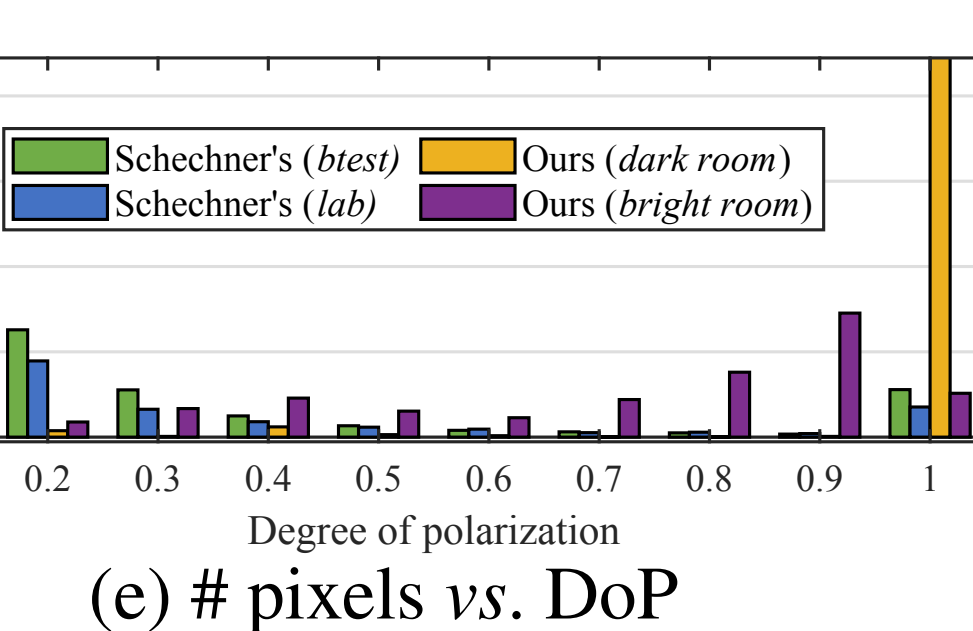 Schechner's (btest) Ours (dark room)
Schechner's (lab) Ours (bright room)
0.2 0.3 0.4 0.5 0.6 0.7 0.8 0.9 1
Degree of polarization
(e) # pixels vs. DoP